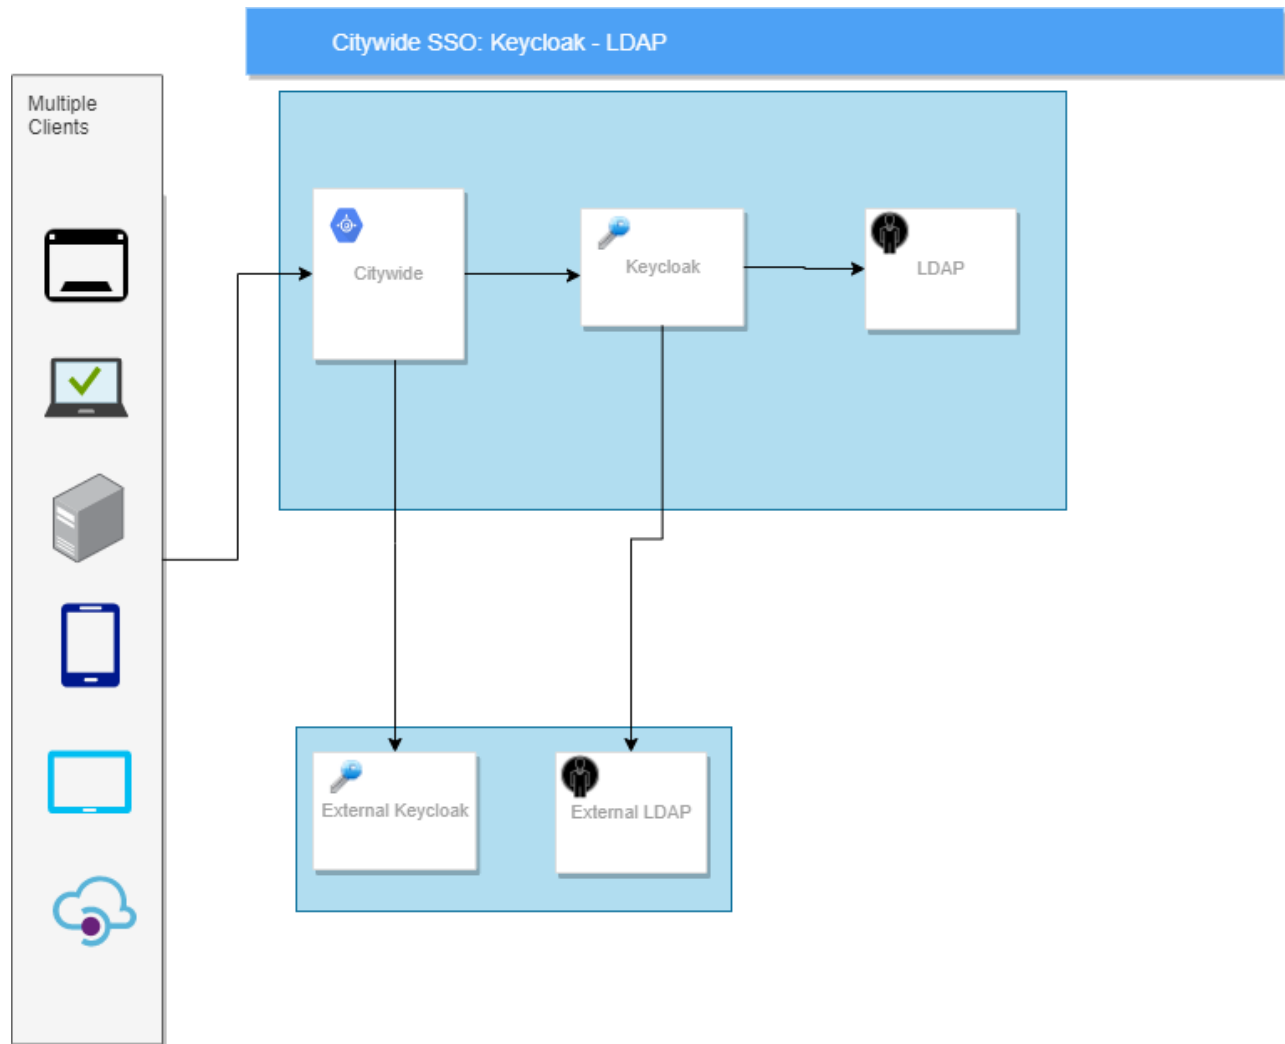 Citywide SSO: Keycloak - LDAP
Multiple
Clients
Citywide
Keycloak
LDAP
External Keycloak
External LDAP